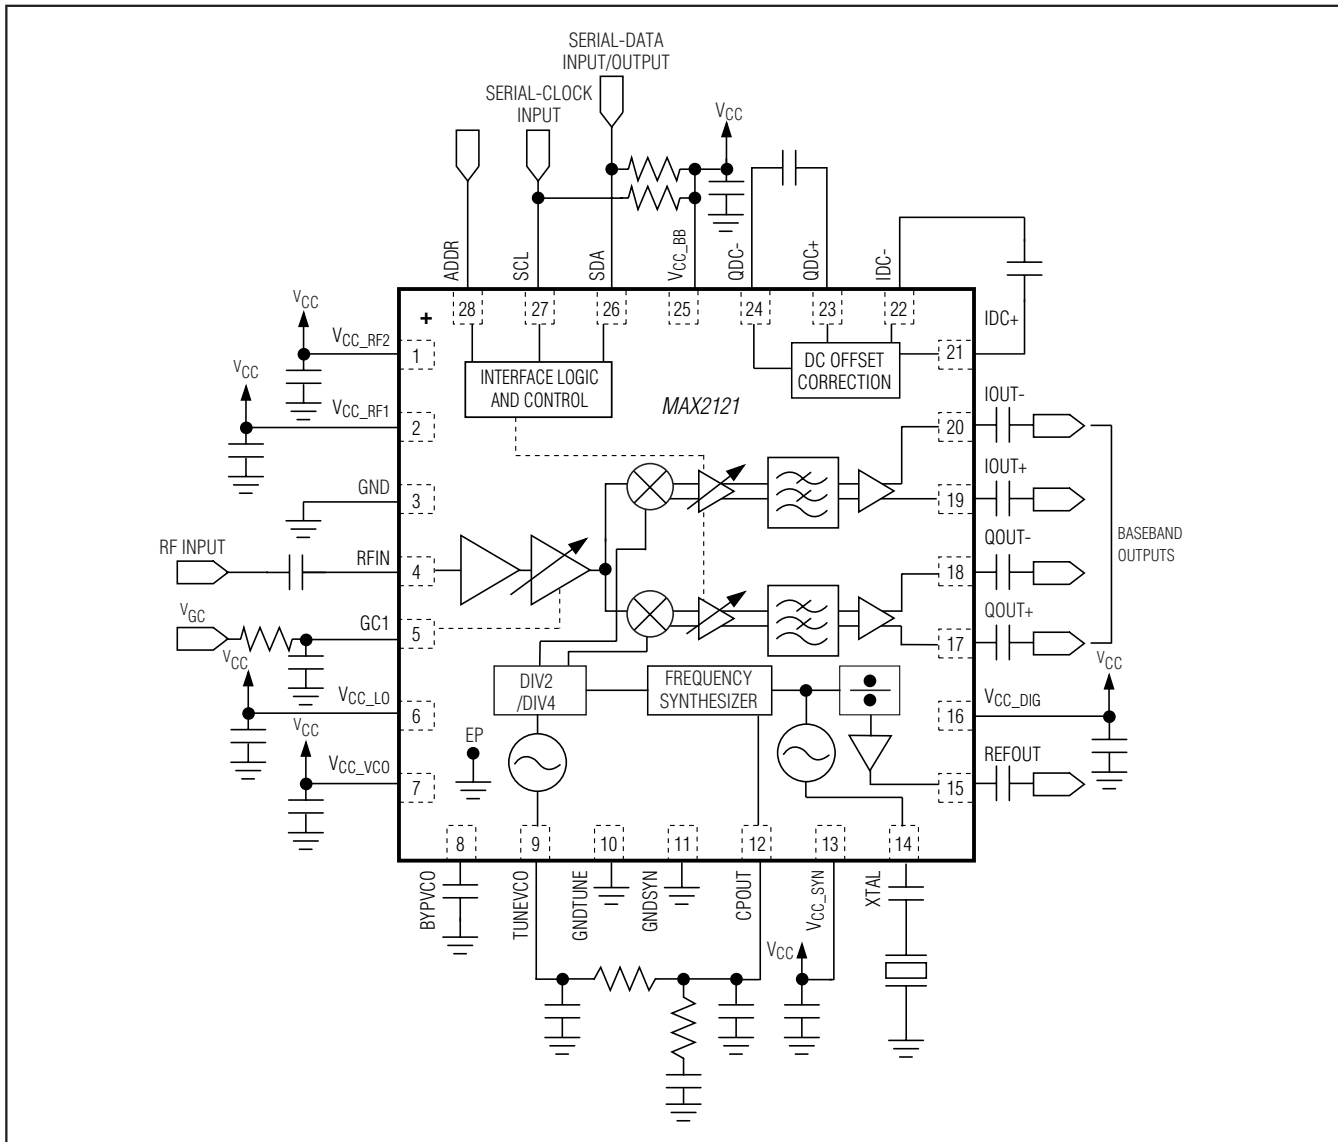 SERIAL-DATA
INPUT/OUTPUT
SERIAL-CLOCK
INPUT
VCC
ADDR
SCL
SDA
VCC_BB
QDC-
QDC+
IDC-
IDC+
28
27
26
25
24
23
22
+
VCC
VCC_RF2
1
VCC
VCC_RF1
2
GND
3
RF INPUT
RFIN
4
VGC
GC1
5
VCC
VCC_LO
6
VCC
VCC_VCO
7
INTERFACE LOGIC
AND CONTROL
DC OFFSET
CORRECTION
MAX2121
DIV2
/DIV4
FREQUENCY
SYNTHESIZER
EP
21
IOUT-
20
IOUT+
19
QOUT-
18
QOUT+
17
BASEBAND
OUTPUTS
VCC
VCC_DIG
16
REFOUT
15
8
9
10
11
12
13
14
BYPVCO
TUNEVCO
GNDTUNE
GNDSYN
CPOUT
VCC_SYN
XTAL
VCC